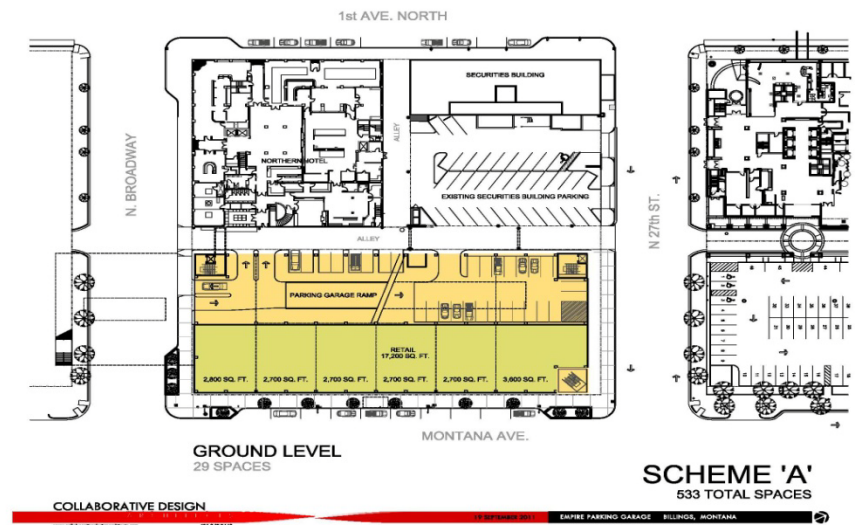 1st AVE. NORTH
SECURITIES BUILDING
N. BROADWAY
ALLEY
NORTHERN HOTEL
N 27th ST.
EXISTING SECURITIES BUILDING PARKING
ALLEY
PARKING GARAGE RAMP
RETAIL
17,200 SQ. FT.
2,800 SQ. FT.
2,700 SQ. FT.
2,700 SQ. FT.
2,700 SQ. FT.
2,700 SQ. FT.
3,600 SQ. FT.
MONTANA AVE.
GROUND LEVEL
29 SPACES
SCHEME 'A'
533 TOTAL SPACES
COLLABORATIVE DESIGN
19 SEPTEMBER 2011
EMPIRE PARKING GARAGE BILLINGS, MONTANA